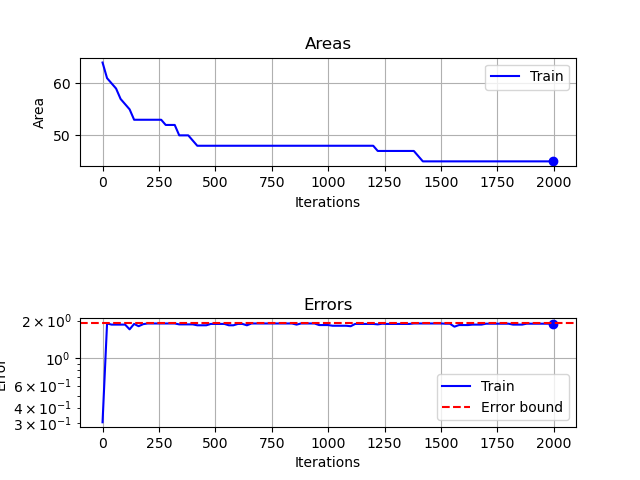 Areas
Area
60
50
Train
0 250 500 750 1000 1250 1500 1750 2000
Iterations
Errors
Error
2 × 10⁰
10⁰
6 × 10⁻¹
4 × 10⁻¹
3 × 10⁻¹
Train
Error bound
0 250 500 750 1000 1250 1500 1750 2000
Iterations